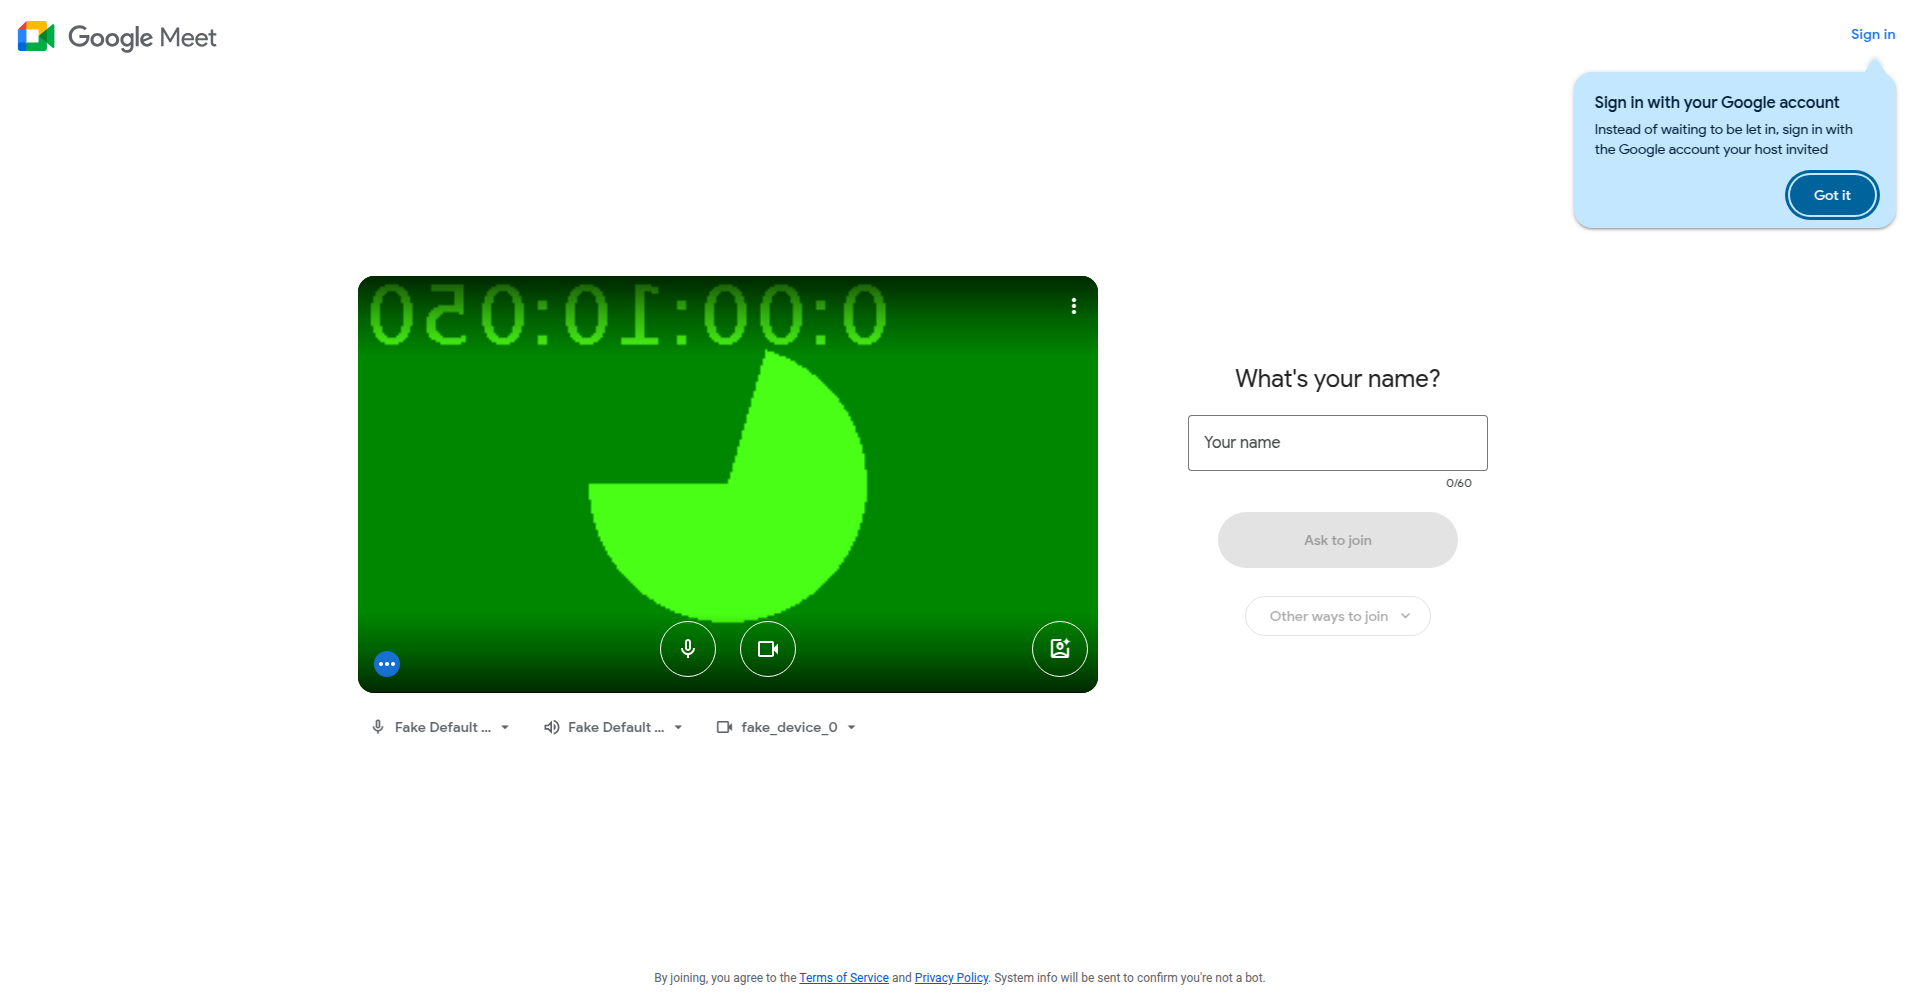 Google Meet
Sign in
Sign in with your Google account
Instead of waiting to be let in, sign in with
the Google account your host invited
Got it
0:00:10:050
What's your name?
Your name
0/60
Ask to join
Other ways to join
Fake Default ...
Fake Default ...
fake_device_0
By joining, you agree to the Terms of Service and Privacy Policy. System info will be sent to confirm you're not a bot.